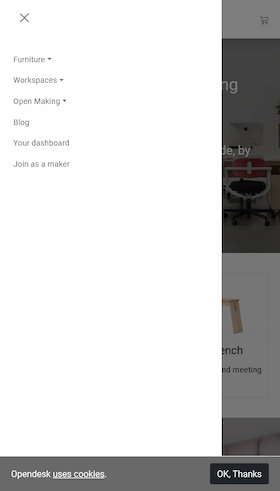 ng
Furniture
Workspaces
Open Making
Blog
de, by
Your dashboard
Join as a maker
ench
nd meeting
Opendesk uses cookies.
OK, Thanks